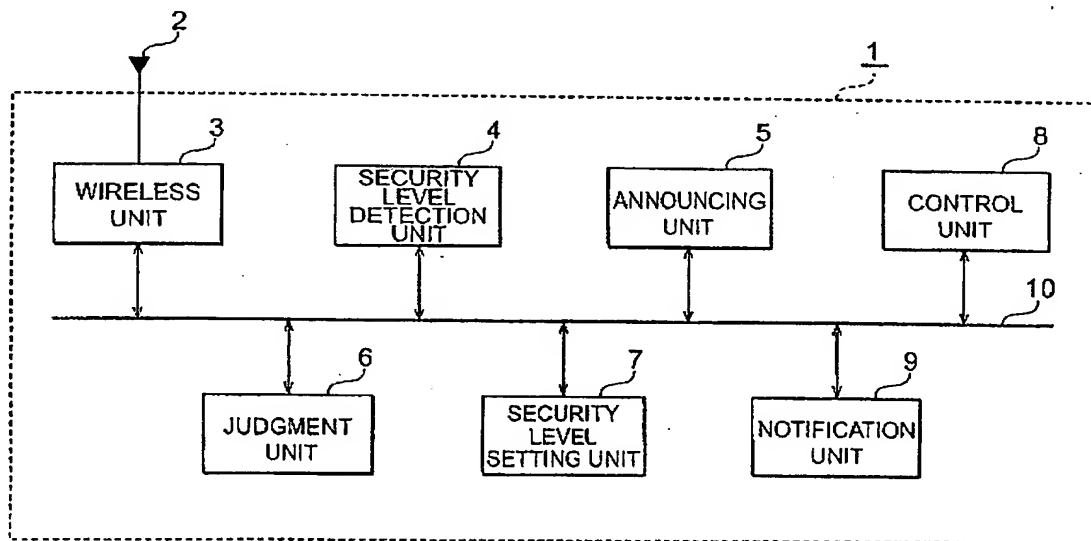 2
1
3
4
5
8
WIRELESS
UNIT
SECURITY
LEVEL
DETECTION
UNIT
ANNOUNCING
UNIT
CONTROL
UNIT
10
6
7
9
JUDGMENT
UNIT
SECURITY
LEVEL
SETTING UNIT
NOTIFICATION
UNIT